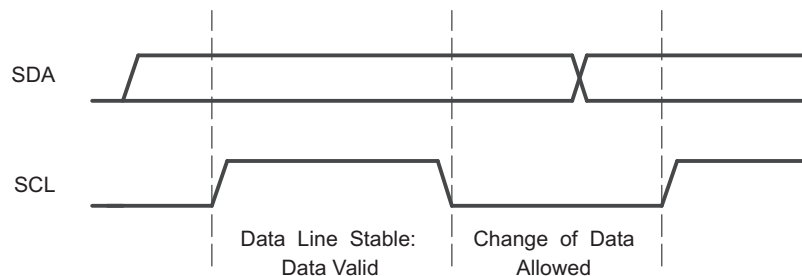 SDA
SCL
Data Line Stable:
Data Valid
Change of Data
Allowed